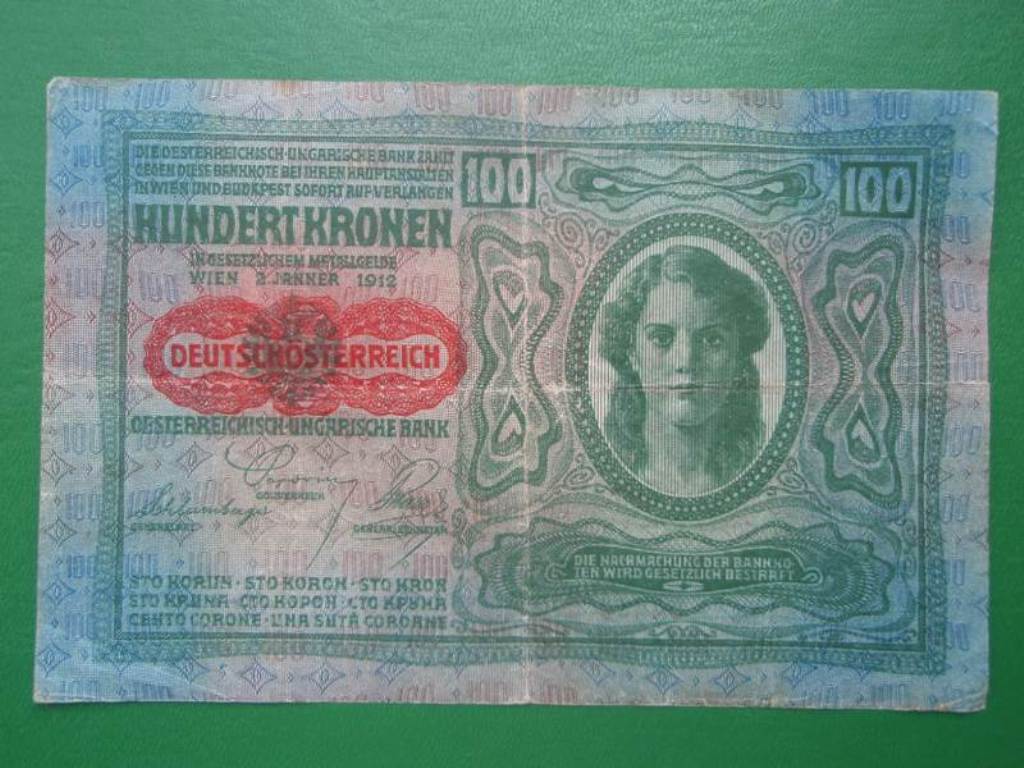 DIE OESTERREICHISCH-UNGARISCHE BANK ZAHLT
GEGEN DIESE BANKNOTE BEI IHREN HAUPTANSTALTEN
IN WIEN UND BUDAPEST SOFORT AUF VERLANGEN
HUNDERT KRONEN
IN GESETZLICHEM METALLGELDE
WIEN 2. JÄNNER 1912
DEUTSCHÖSTERREICH
OESTERREICHISCH-UNGARISCHE BANK
GOUVERNEUR
GENERALRAT
GENERALSEKRETÄR
STO KORUN · STO KORON · STO KRON
STO KRUNA · СТО КОРОН · СТО КРУНА
CENTO CORONE · UNA SUTĂ COROANE
100
100
DIE NACHMACHUNG DER BANKNO-
TEN WIRD GESETZLICH BESTRAFT